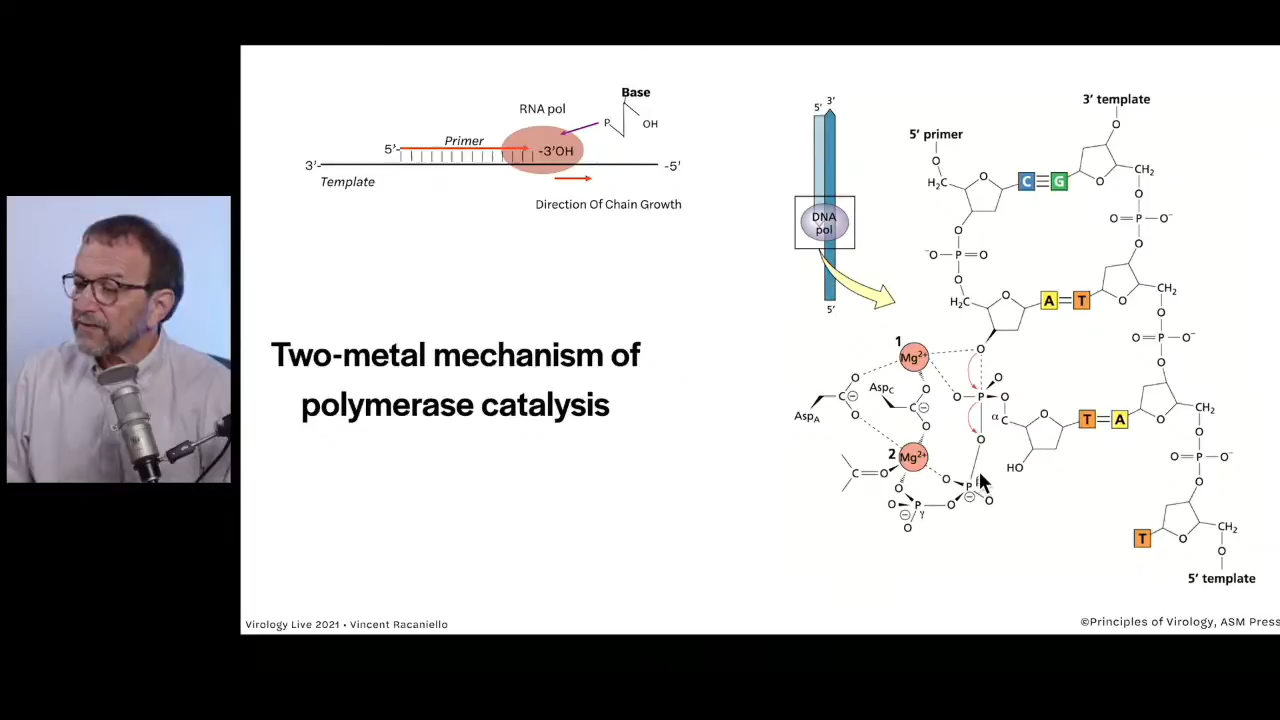 Base
RNA pol
P
OH
Primer
5'-
-3'OH
3'-
-5'
Template
Direction Of Chain Growth
Two-metal mechanism of
polymerase catalysis
5' 3'
DNA
pol
5'
3' template
5' primer
O
O
H₂C
C G
O
CH₂
O
O
O=P—O⁻
⁻O—P=O
O
O
H₂C
A T
O
O
CH₂
O
O=P—O⁻
O
1
Mg²⁺
O
O
O
Asp_C
C⊖
O
P
O
O
α
C
Asp_A
C⊖
O
O
O
T A
O
O
CH₂
O
O=P—O⁻
O
2
Mg²⁺
HO
C=O
O
O
P
⊖
O
O
P
γ
O
⊖
O
T
O
CH₂
O
5' template
Virology Live 2021 • Vincent Racaniello
©Principles of Virology, ASM Press